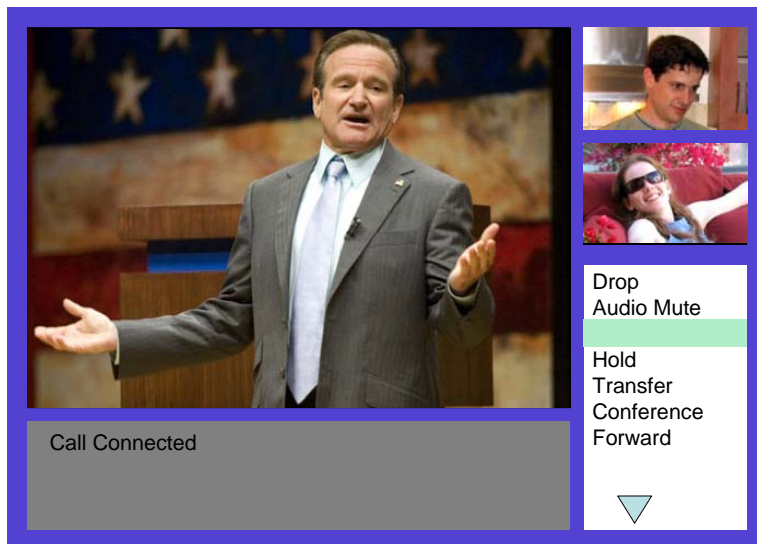 Drop
Audio Mute
Hold
Transfer
Conference
Forward
Call Connected